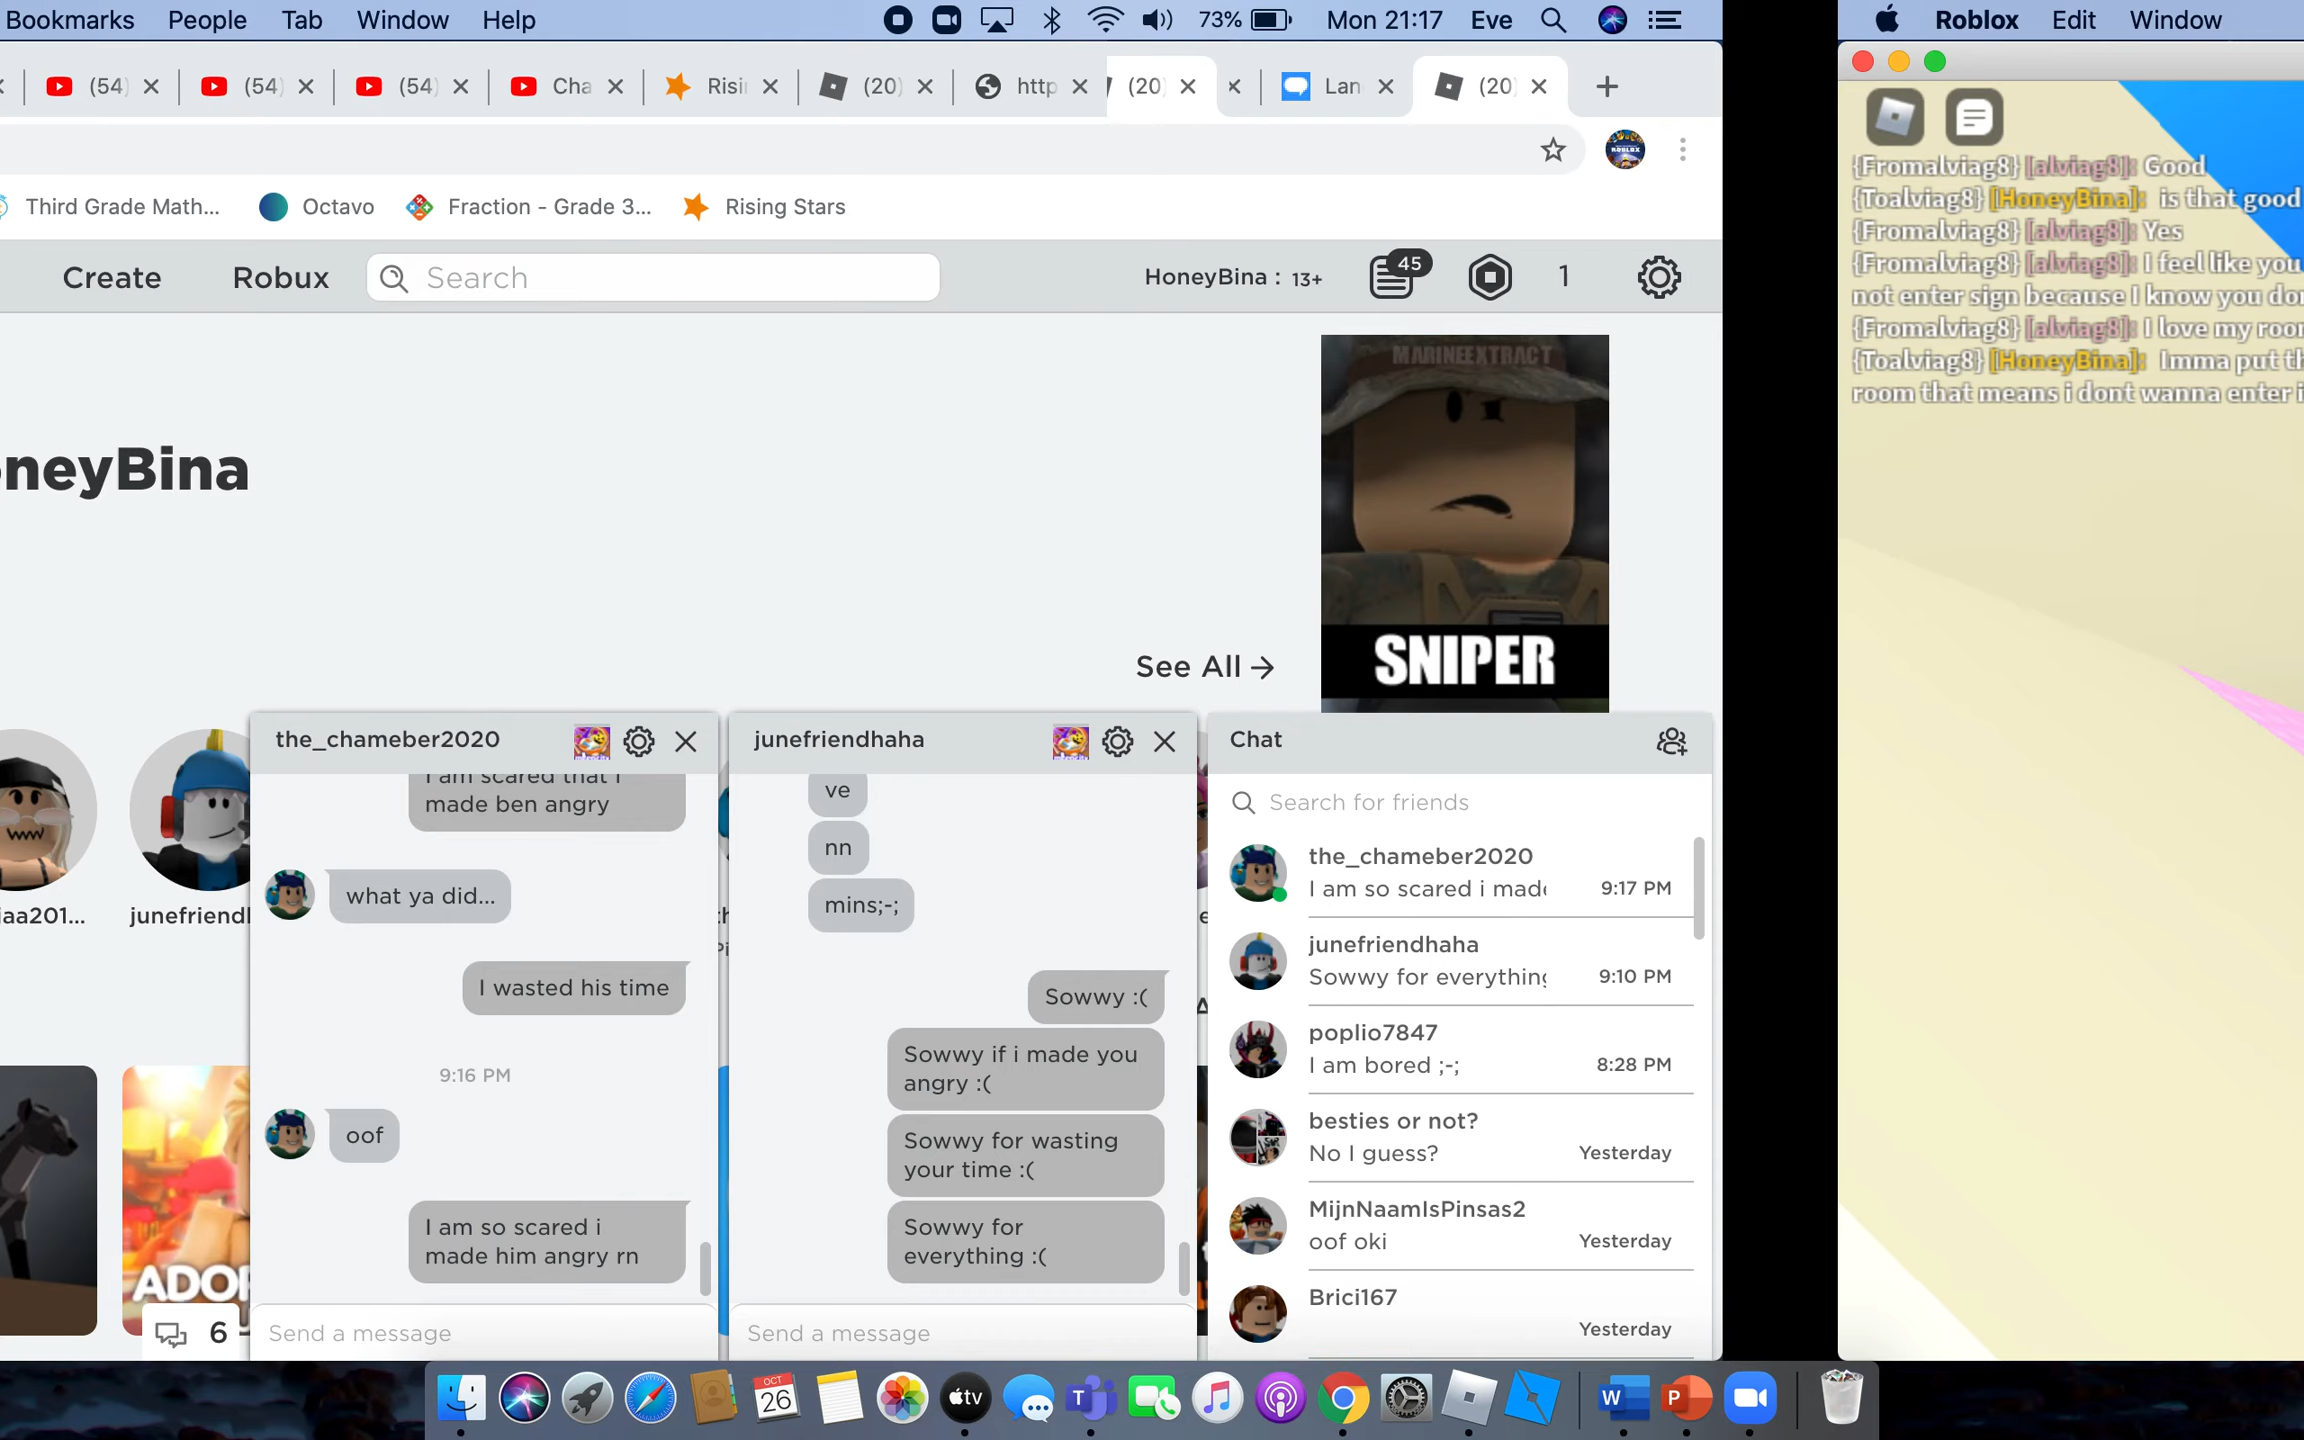 Bookmarks People Tab Window Help 73% Mon 21:17 Eve
Roblox Edit Window
(54) (54) (54) Cha Risi (20) http (20) Lan (20)
Third Grade Math... Octavo Fraction - Grade 3... Rising Stars
Create Robux Search HoneyBina : 13+ 45 1
oneyBina
MARINEEXTRACT
SNIPER
See All →
iaa201...
junefriendh
ADOP
6
the_chameber2020
I am scared that I
made ben angry
what ya did...
I wasted his time
9:16 PM
oof
I am so scared i
made him angry rn
Send a message
junefriendhaha
ve
nn
mins;-;
Sowwy :(
Sowwy if i made you
angry :(
Sowwy for wasting
your time :(
Sowwy for
everything :(
Send a message
Chat
Search for friends
the_chameber2020
I am so scared i made 9:17 PM
junefriendhaha
Sowwy for everything 9:10 PM
poplio7847
I am bored ;-; 8:28 PM
besties or not?
No I guess? Yesterday
MijnNaamIsPinsas2
oof oki Yesterday
Brici167
Yesterday
{Fromalviag8} [alviag8]: Good
{Toalviag8} [HoneyBina]: is that good
{Fromalviag8} [alviag8]: Yes
{Fromalviag8} [alviag8]: I feel like you
not enter sign because I know you don
{Fromalviag8} [alviag8]: I love my room
{Toalviag8} [HoneyBina]: Imma put th
room that means i dont wanna enter i
OCT
26
tv
T
W
P